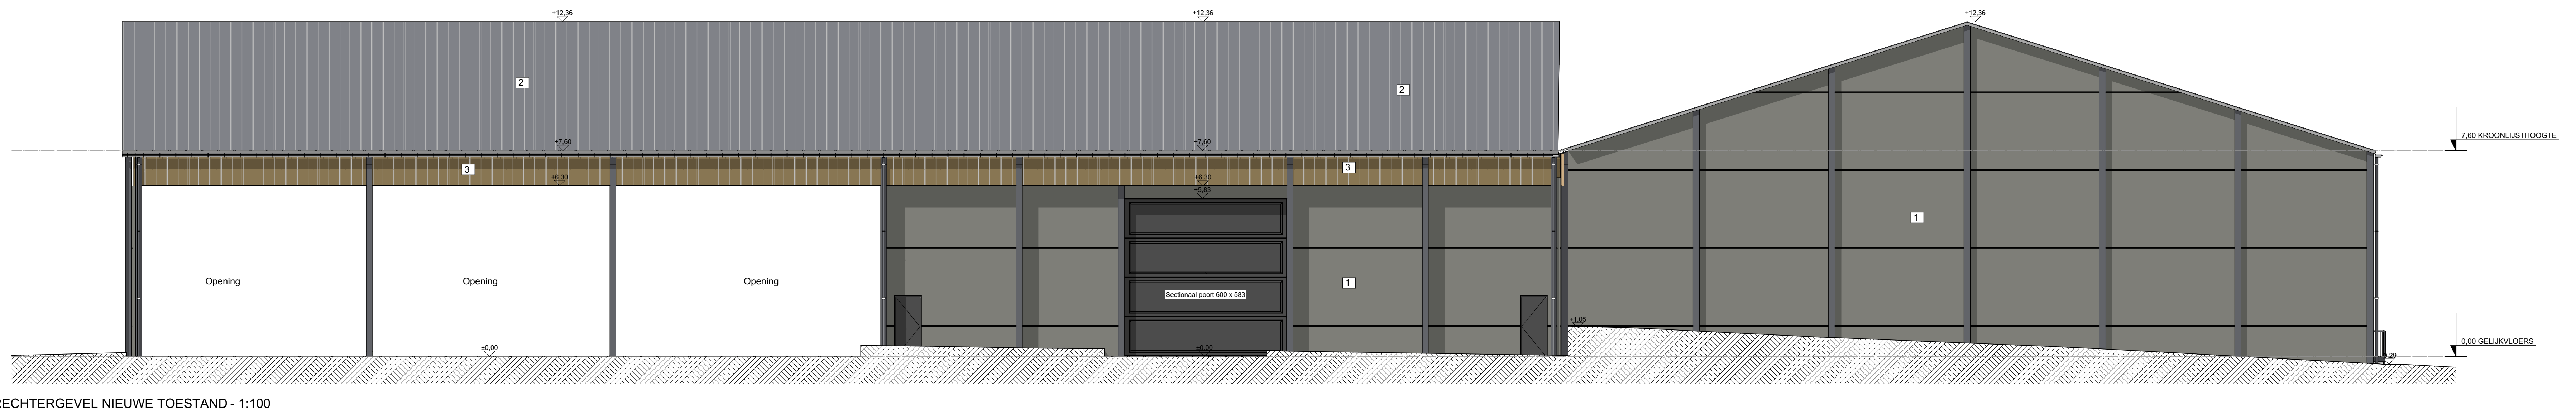 +12,36
+12,36
+12,36
2
2
+7,60
+7,60
7,60 KROONLIJSTHOOGTE
3
3
+6,30
+6,30
+5,83
1
Opening
Opening
Opening
1
Sectionaal poort 600 x 583
+1,05
±0,00
±0,00
0,00 GELIJKVLOERS
RECHTERGEVEL NIEUWE TOESTAND - 1:100